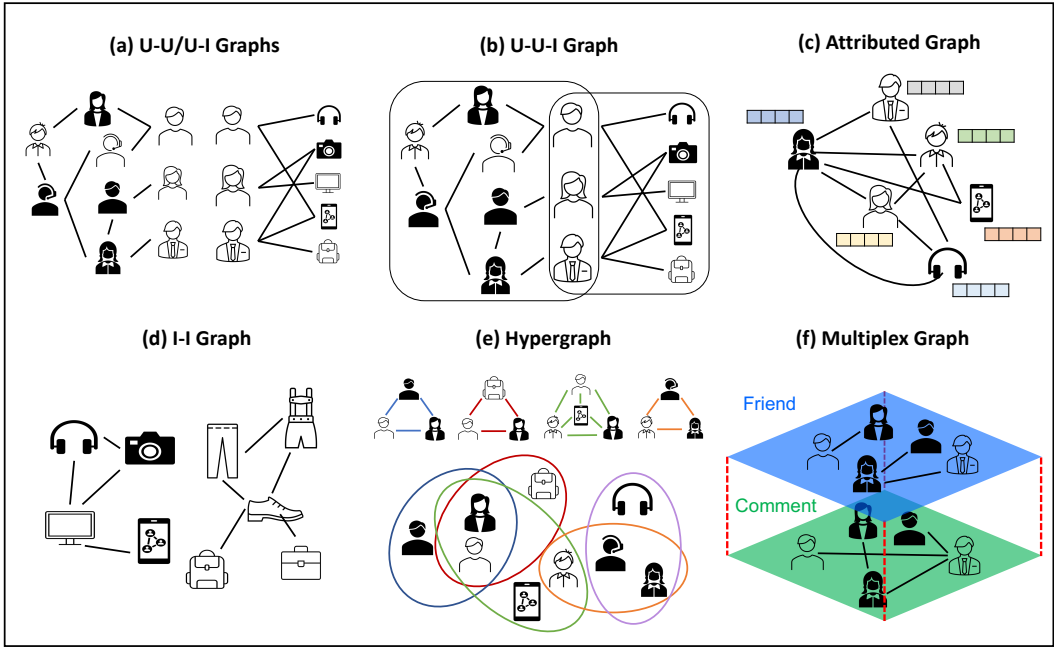 (a) U-U/U-I Graphs
(b) U-U-I Graph
(c) Attributed Graph
(d) I-I Graph
(e) Hypergraph
(f) Multiplex Graph
Friend
Comment